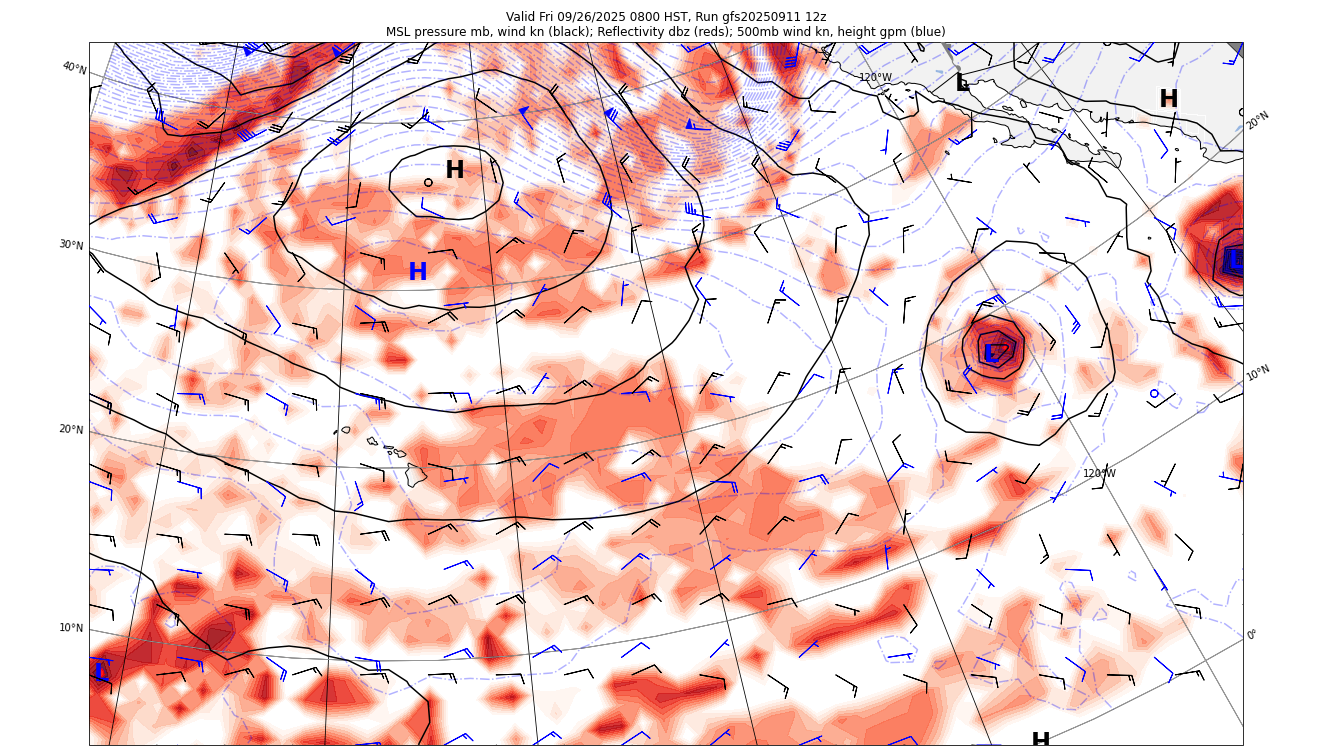 Valid Fri 09/26/2025 0800 HST, Run gfs20250911 12z
MSL pressure mb, wind kn (black); Reflectivity dbz (reds); 500mb wind kn, height gpm (blue)
40°N
120°W
L
H
20°N
H
30°N
L
H
L
10°N
20°N
120°W
10°N
0°
L
H